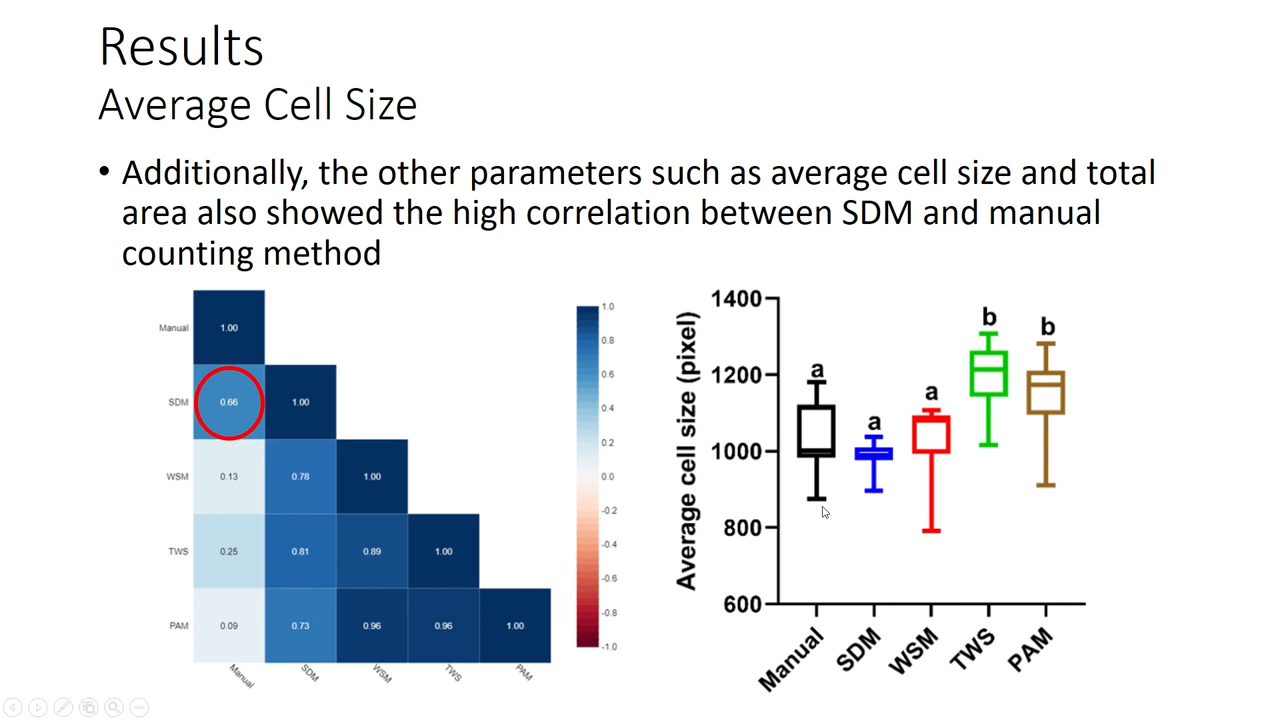 Results
Average Cell Size
• Additionally, the other parameters such as average cell size and total
area also showed the high correlation between SDM and manual
counting method
Manual 1.00
SDM 0.66 1.00
WSM 0.13 0.78 1.00
TWS 0.25 0.81 0.89 1.00
PAM 0.09 0.73 0.96 0.96 1.00
Manual SDM WSM TWS PAM
1.0
0.8
0.6
0.4
0.2
0.0
-0.2
-0.4
-0.6
-0.8
-1.0
Average cell size (pixel)
1400
1200
1000
800
600
a a a b b
Manual SDM WSM TWS PAM